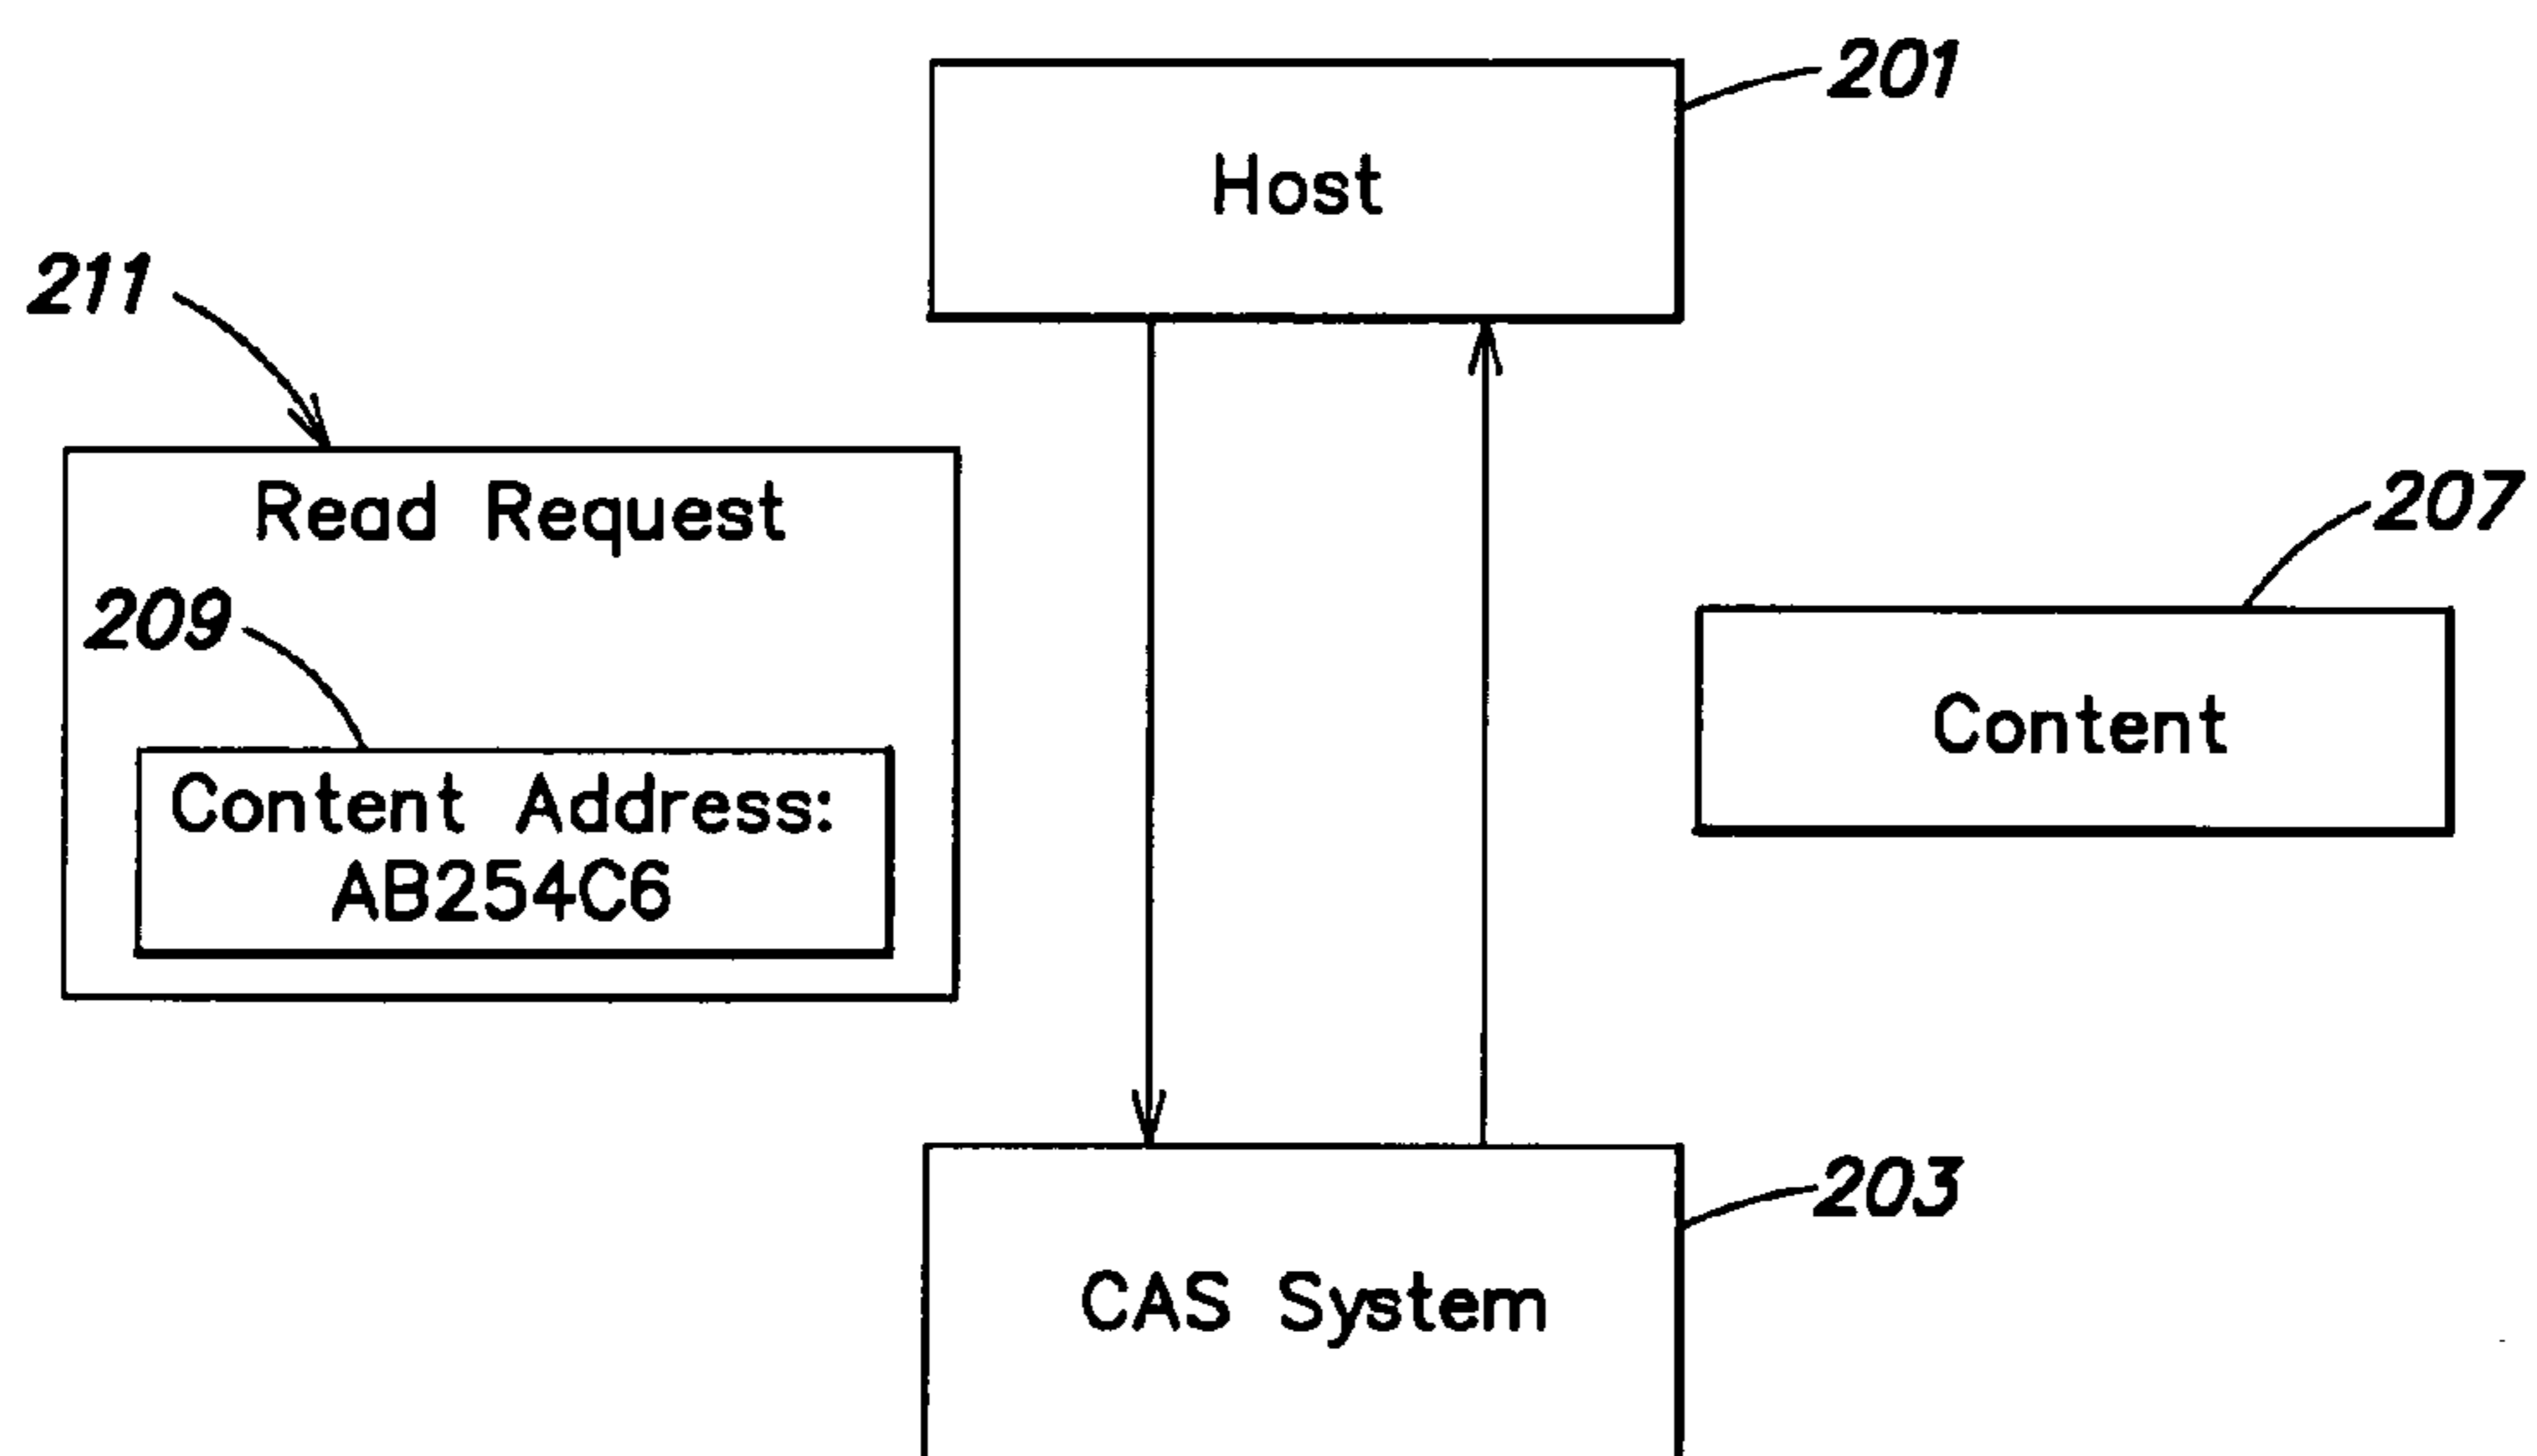 201
Host
211
Read Request
207
209
Content
Content Address:
AB254C6
203
CAS System